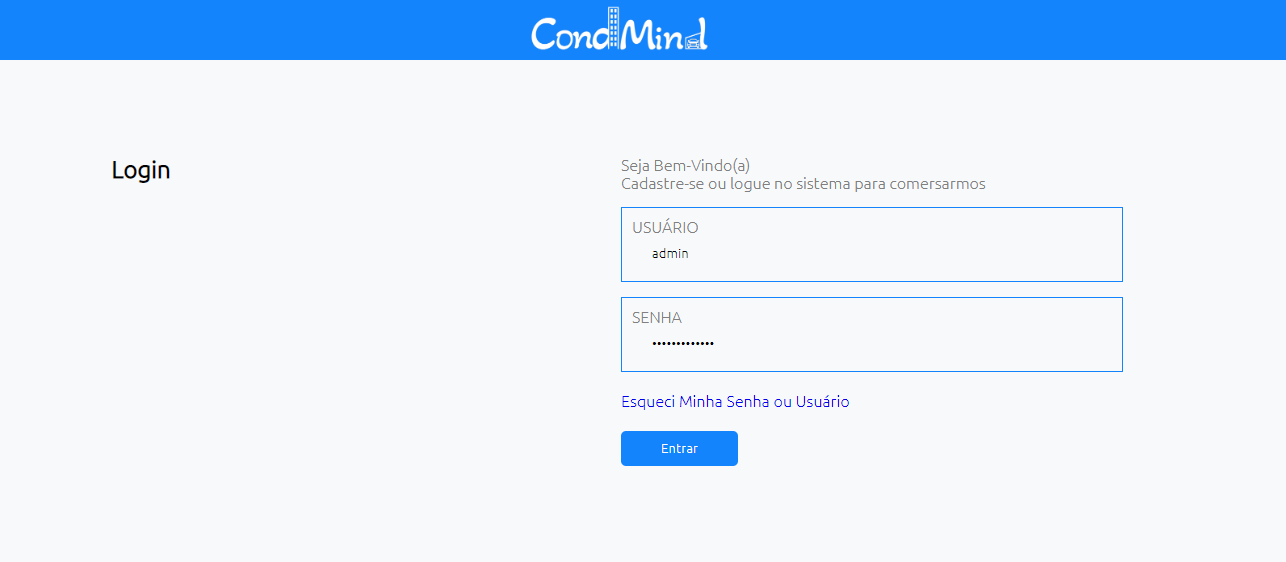 CondMind
Login
Seja Bem-Vindo(a)
Cadastre-se ou logue no sistema para comersarmos
USUÁRIO
admin
SENHA
•••••••••••••
Esqueci Minha Senha ou Usuário
Entrar